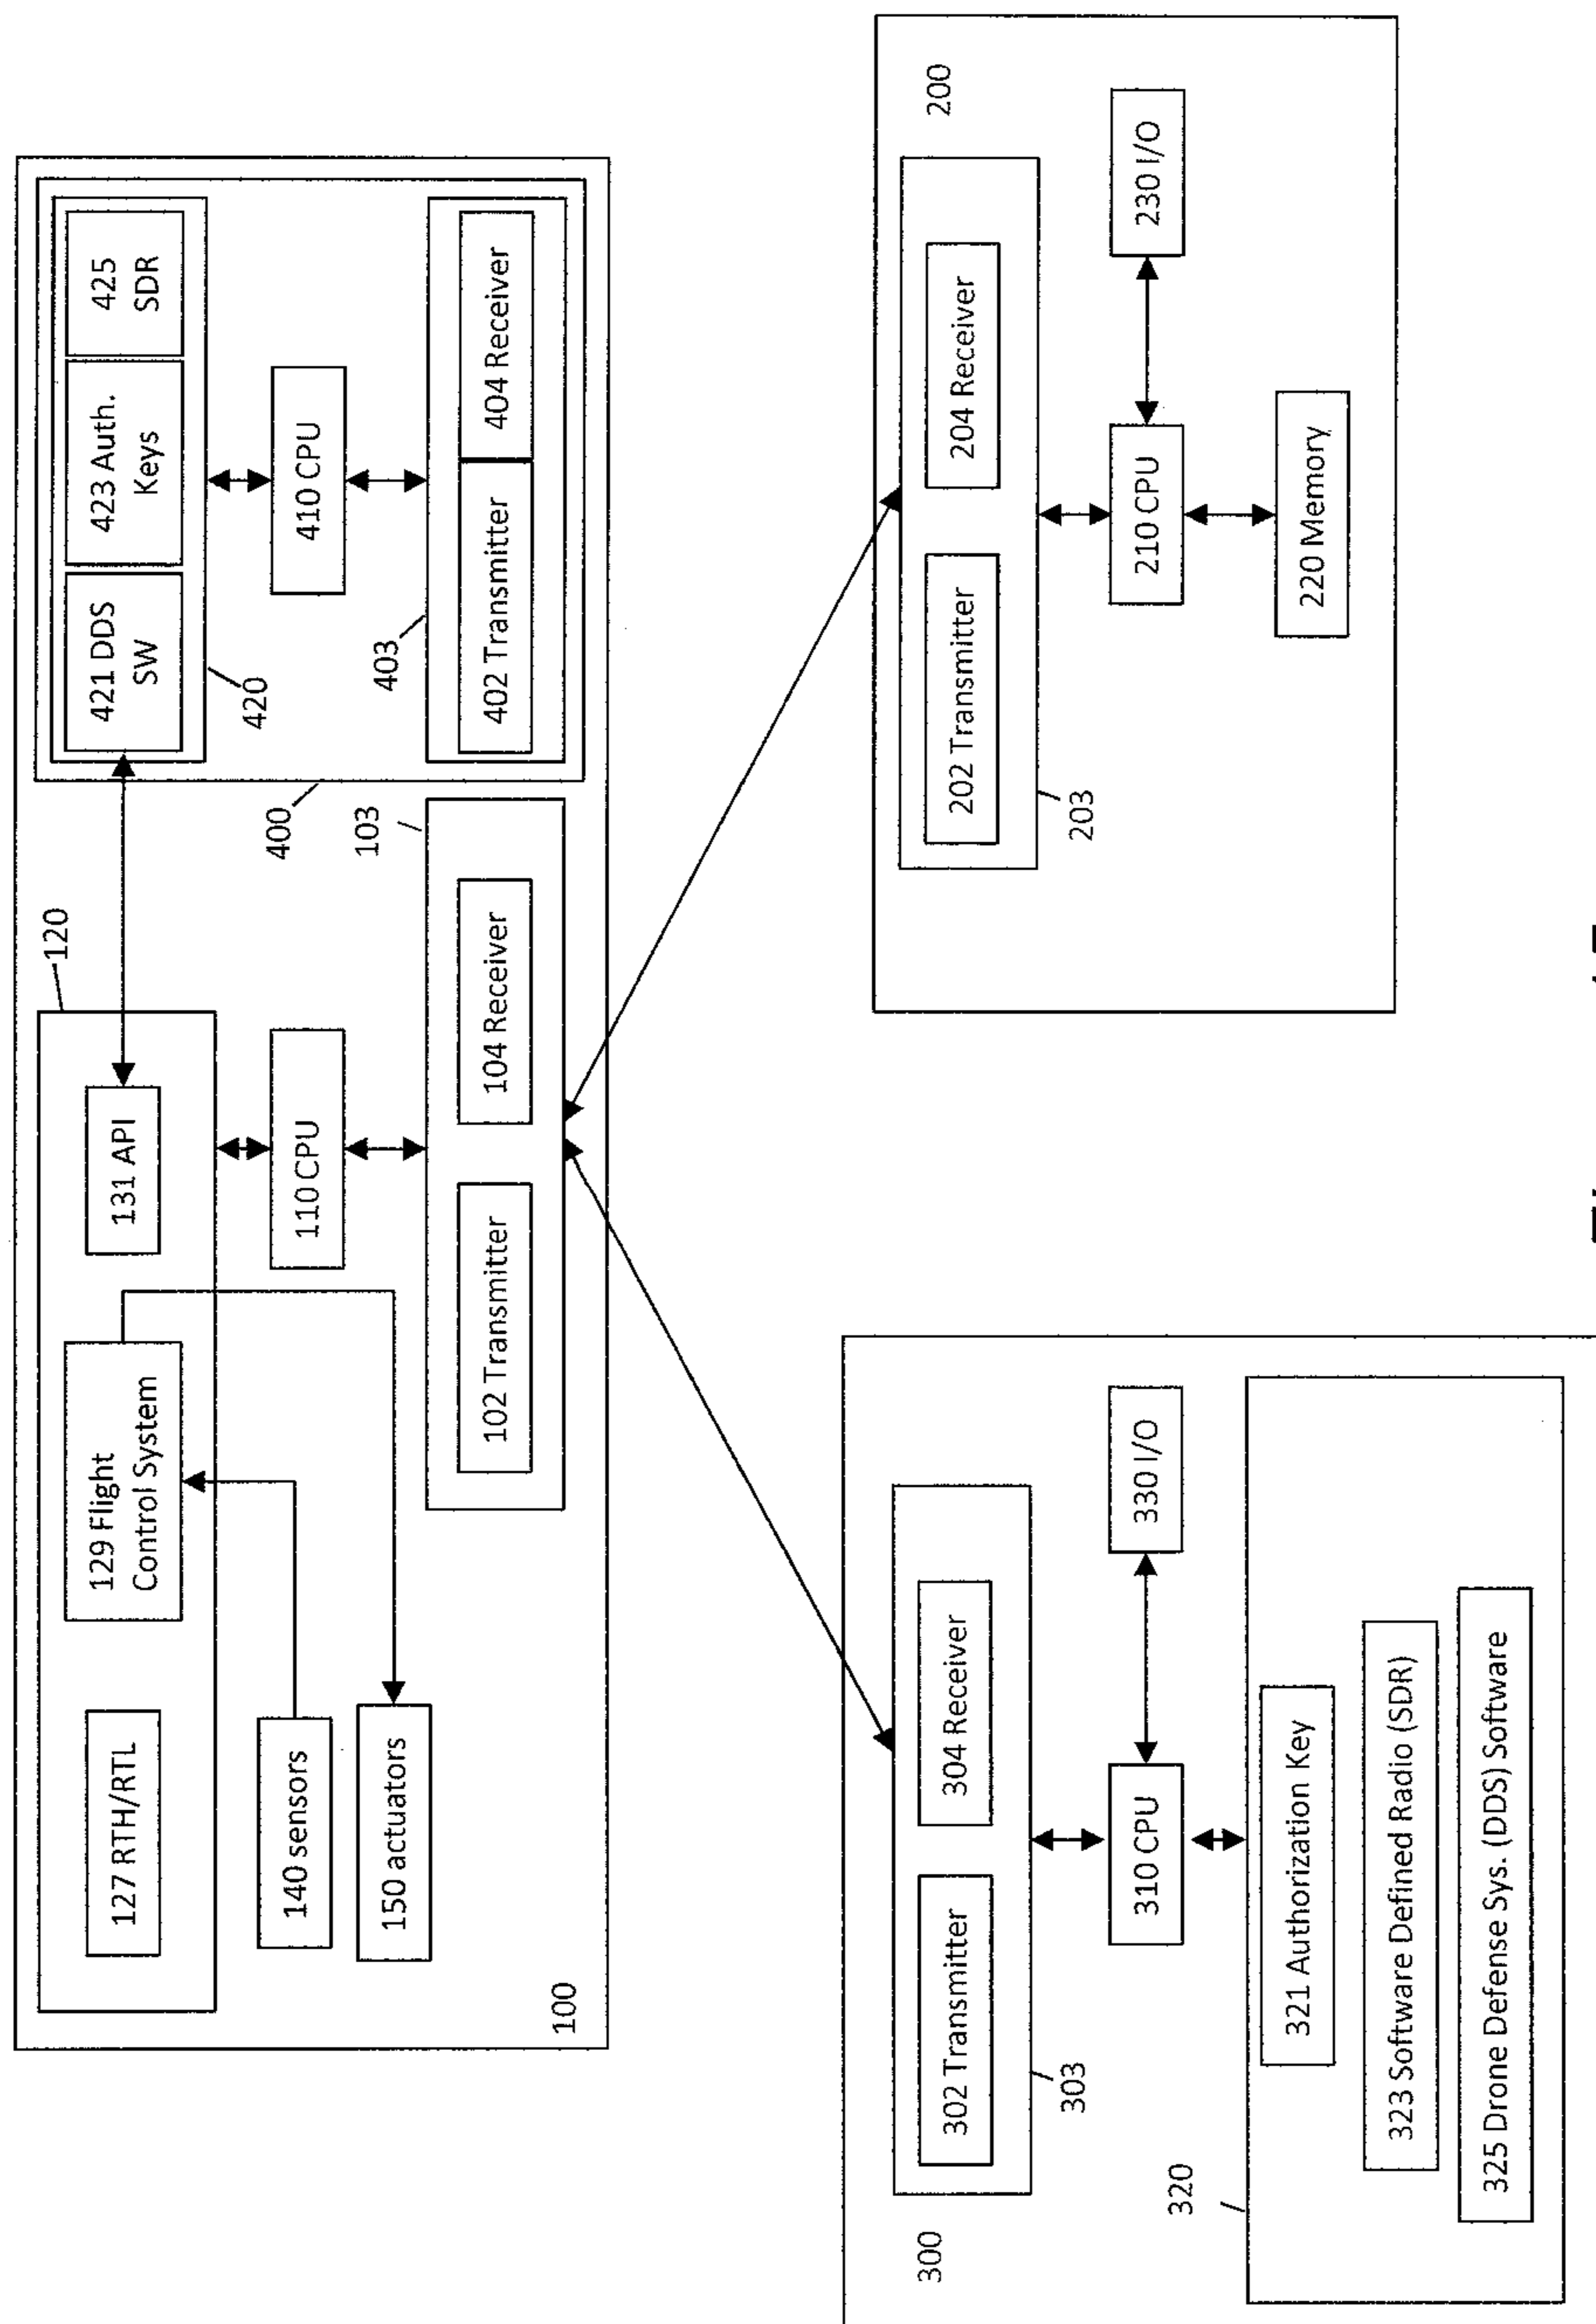 120
127 RTH/RTL
129 Flight
Control System
131 API
140 sensors
150 actuators
110 CPU
103
102 Transmitter
104 Receiver
100
421 DDS
SW
423 Auth.
Keys
425
SDR
420
410 CPU
403
402 Transmitter
404 Receiver
400
300
302 Transmitter
304 Receiver
303
310 CPU
330 I/O
320
321 Authorization Key
323 Software Defined Radio (SDR)
325 Drone Defense Sys. (DDS) Software
200
202 Transmitter
204 Receiver
203
210 CPU
230 I/O
220 Memory